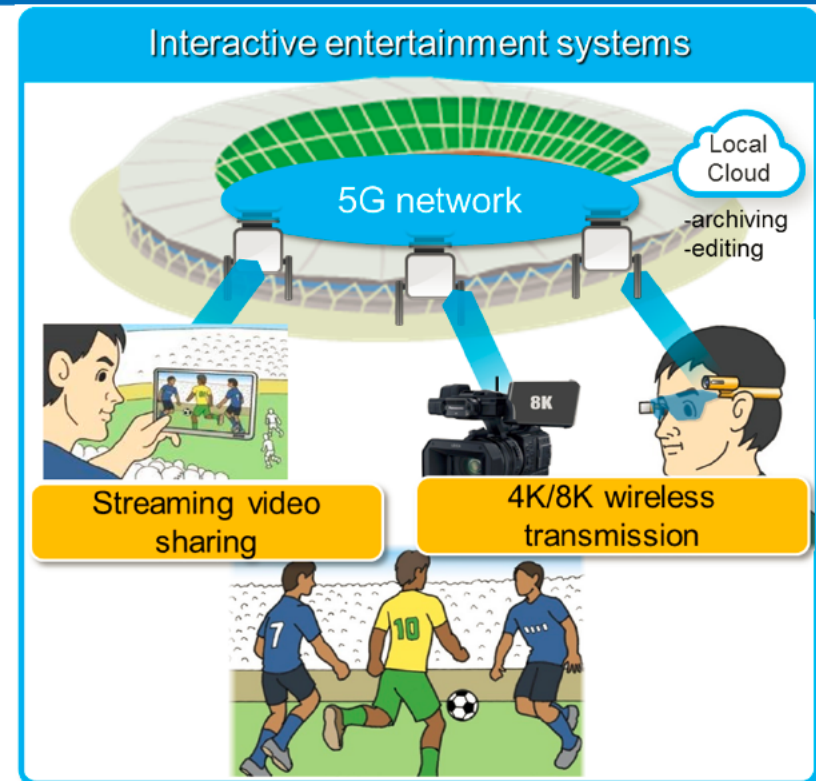 Interactive entertainment systems
Local
Cloud
5G network
-archiving
-editing
8K
Streaming video
sharing
4K/8K wireless
transmission
7
10